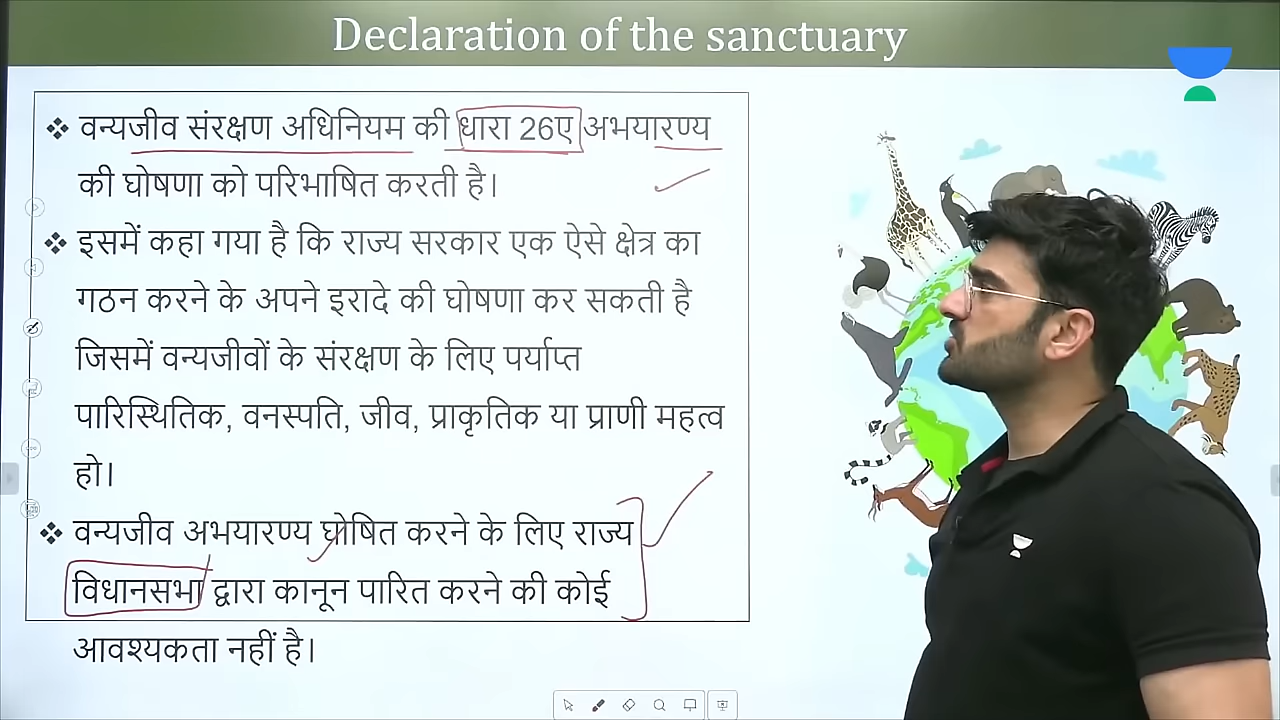 Declaration of the sanctuary
❖ वन्यजीव संरक्षण अधिनियम की धारा 26ए अभयारण्य
की घोषणा को परिभाषित करती है।
❖ इसमें कहा गया है कि राज्य सरकार एक ऐसे क्षेत्र का
गठन करने के अपने इरादे की घोषणा कर सकती है
जिसमें वन्यजीवों के संरक्षण के लिए पर्याप्त
पारिस्थितिक, वनस्पति, जीव, प्राकृतिक या प्राणी महत्व
हो।
❖ वन्यजीव अभयारण्य घोषित करने के लिए राज्य
विधानसभा द्वारा कानून पारित करने की कोई
आवश्यकता नहीं है।